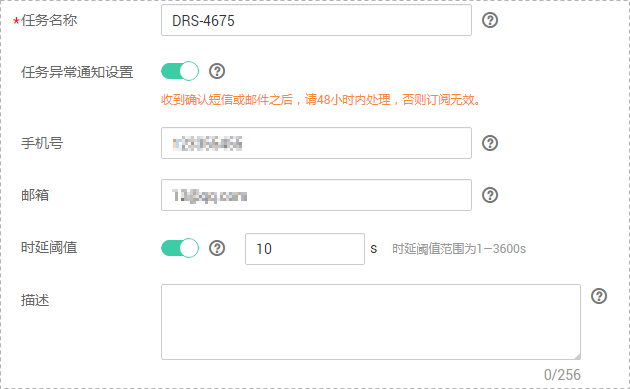 *任务名称 DRS-4675 ?
任务异常通知设置 ?
收到确认短信或邮件之后，请48小时内处理，否则订阅无效。
手机号 ?
邮箱 ?
时延阈值 ? 10 s 时延阈值范围为1—3600s
描述 ?
0/256